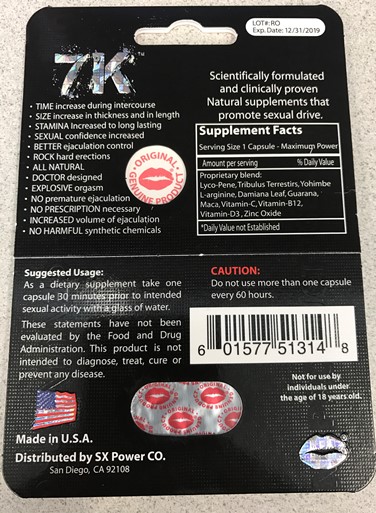 LOT#:RO
Exp. Date: 12/31/2019
7K™
• TIME increase during intercourse
• SIZE increase in thickness and in length
• STAMINA Increased to long lasting
• SEXUAL confidence increased
• BETTER ejaculation control
• ROCK hard erections
• ALL NATURAL
• DOCTOR designed
• EXPLOSIVE orgasm
• NO premature ejaculation
• NO PRESCRIPTION necessary
• INCREASED volume of ejaculation
• NO HARMFUL synthetic chemicals
• ORIGINAL •
GENUINE PRODUCT
Scientifically formulated
and clinically proven
Natural supplements that
promote sexual drive.
Supplement Facts
Serving Size 1 Capsule - Maximum Power
Amount per serving % Daily Value
Proprietary blend:
Lyco-Pene, Tribulus Terrestris, Yohimbe
L-arginine, Damiana Leaf, Guarana,
Maca, Vitamin-C, Vitamin-B12,
Vitamin-D3, Zinc Oxide
*Daily Value not Established
Suggested Usage:
As a dietary supplement take one
capsule 30 minutes prior to intended
sexual activity with a glass of water.
These statements have not been
evaluated by the Food and Drug
Administration. This product is not
intended to diagnose, treat, cure or
prevent any disease.
CAUTION:
Do not use more than one capsule
every 60 hours.
6 01577 51314 8
Not for use by
individuals under
the age of 18 years old.
Made in U.S.A.
Distributed by SX Power CO.
San Diego, CA 92108